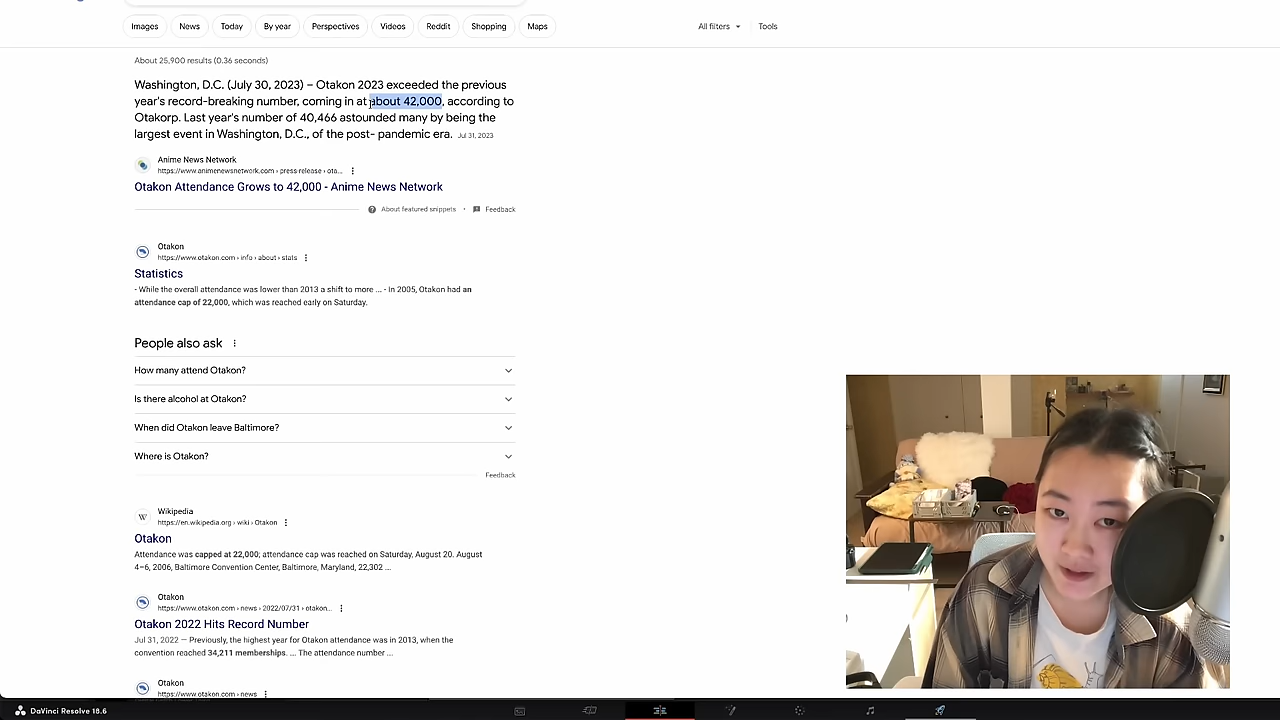 Images News Today By year Perspectives Videos Reddit Shopping Maps All filters Tools
About 25,900 results (0.36 seconds)
Washington, D.C. (July 30, 2023) – Otakon 2023 exceeded the previous
year's record-breaking number, coming in at about 42,000, according to
Otakorp. Last year's number of 40,466 astounded many by being the
largest event in Washington, D.C., of the post- pandemic era. Jul 31, 2023
Anime News Network
https://www.animenewsnetwork.com › press-release › ota...
Otakon Attendance Grows to 42,000 - Anime News Network
About featured snippets • Feedback
Otakon
https://www.otakon.com › info › about › stats
Statistics
- While the overall attendance was lower than 2013 a shift to more ... - In 2005, Otakon had an
attendance cap of 22,000, which was reached early on Saturday.
People also ask
How many attend Otakon?
Is there alcohol at Otakon?
When did Otakon leave Baltimore?
Where is Otakon?
Feedback
W
Wikipedia
https://en.wikipedia.org › wiki › Otakon
Otakon
Attendance was capped at 22,000; attendance cap was reached on Saturday, August 20. August
4–6, 2006, Baltimore Convention Center, Baltimore, Maryland, 22,302 ...
Otakon
https://www.otakon.com › news › 2022/07/31 › otakon...
Otakon 2022 Hits Record Number
Jul 31, 2022 — Previously, the highest year for Otakon attendance was in 2013, when the
convention reached 34,211 memberships. ... The attendance number ...
Otakon
https://www.otakon.com › news
DaVinci Resolve 18.6